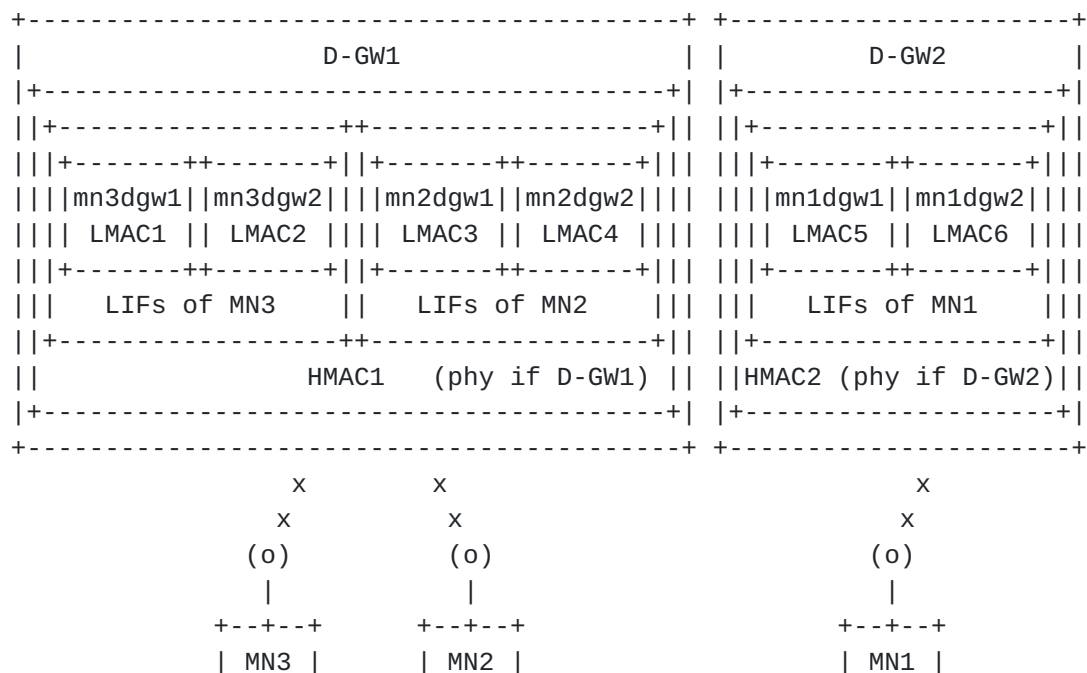 +------------------------------------------+ +----------------------+
|                   D-GW1                  | |         D-GW2        |
|+----------------------------------------+| |+--------------------+|
||+------------------++------------------+|| ||+------------------+||
|||+-------++-------+||+-------++-------+||| |||+-------++-------+|||
||||mn3dgw1||mn3dgw2||||mn2dgw1||mn2dgw2|||| ||||mn1dgw1||mn1dgw2||||
|||| LMAC1 || LMAC2 |||| LMAC3 || LMAC4 |||| |||| LMAC5 || LMAC6 ||||
|||+-------++-------+||+-------++-------+||| |||+-------++-------+|||
|||   LIFs of MN3    ||   LIFs of MN2    ||| |||   LIFs of MN1    |||
||+------------------++------------------+|| ||+------------------+||
||                 HMAC1   (phy if D-GW1) || ||HMAC2 (phy if D-GW2)||
|+----------------------------------------+| |+--------------------+|
+------------------------------------------+ +----------------------+
                  x        x                              x
                 x          x                            x
               (o)          (o)                        (o)
                |            |                          |
             +--+--+      +--+--+                    +--+--+
             | MN3 |      | MN2 |                    | MN1 |